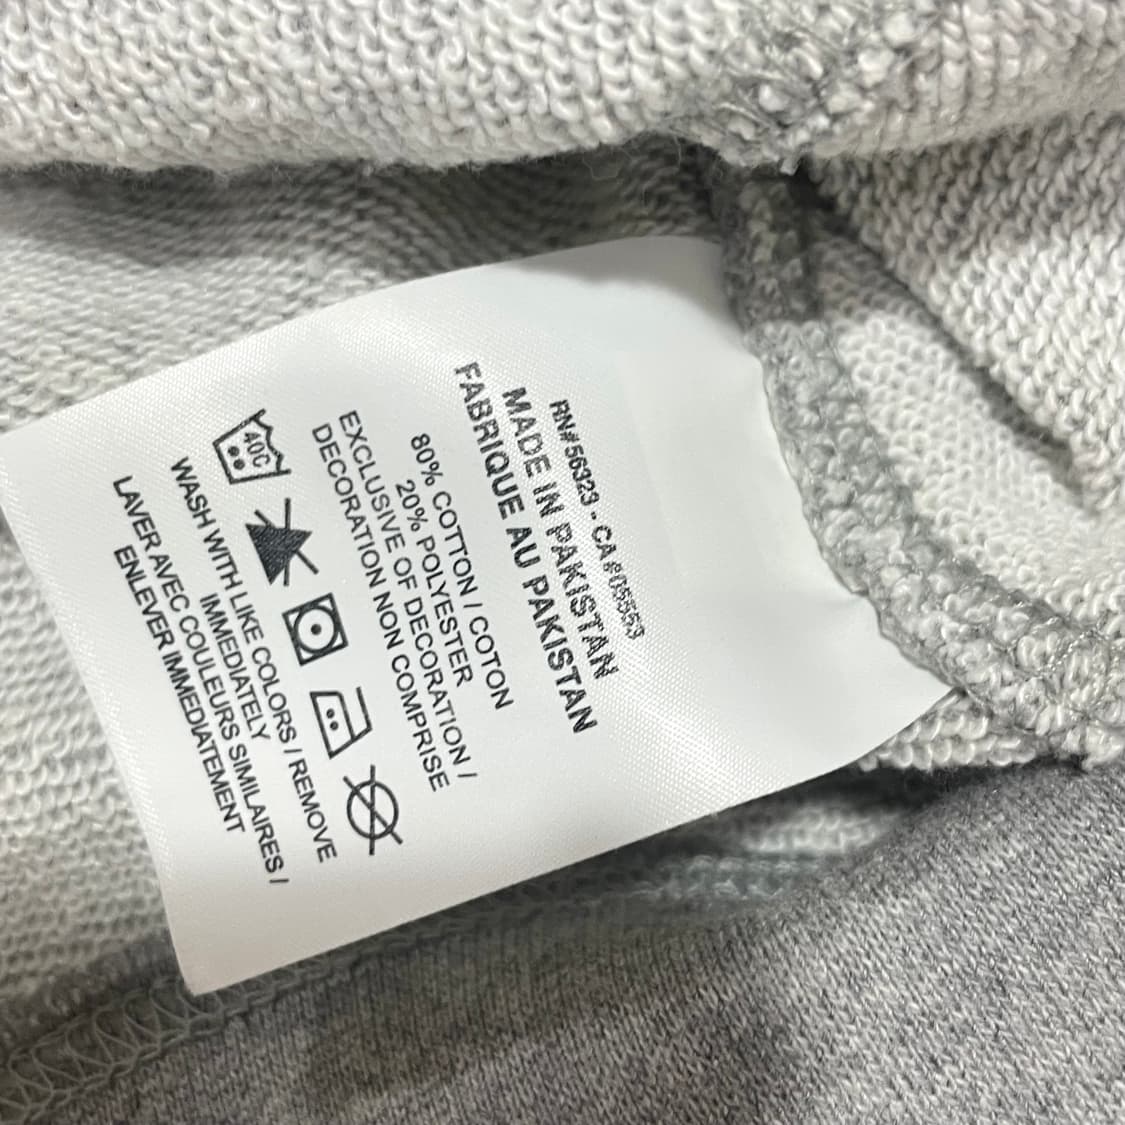 RN#56323 - CA#05553
MADE IN PAKISTAN
FABRIQUE AU PAKISTAN
80% COTTON / COTON
20% POLYESTER
EXCLUSIVE OF DECORATION /
DECORATION NON COMPRISE
40C
WASH WITH LIKE COLORS / REMOVE
IMMEDIATELY
LAVER AVEC COULEURS SIMILAIRES /
ENLEVER IMMEDIATEMENT